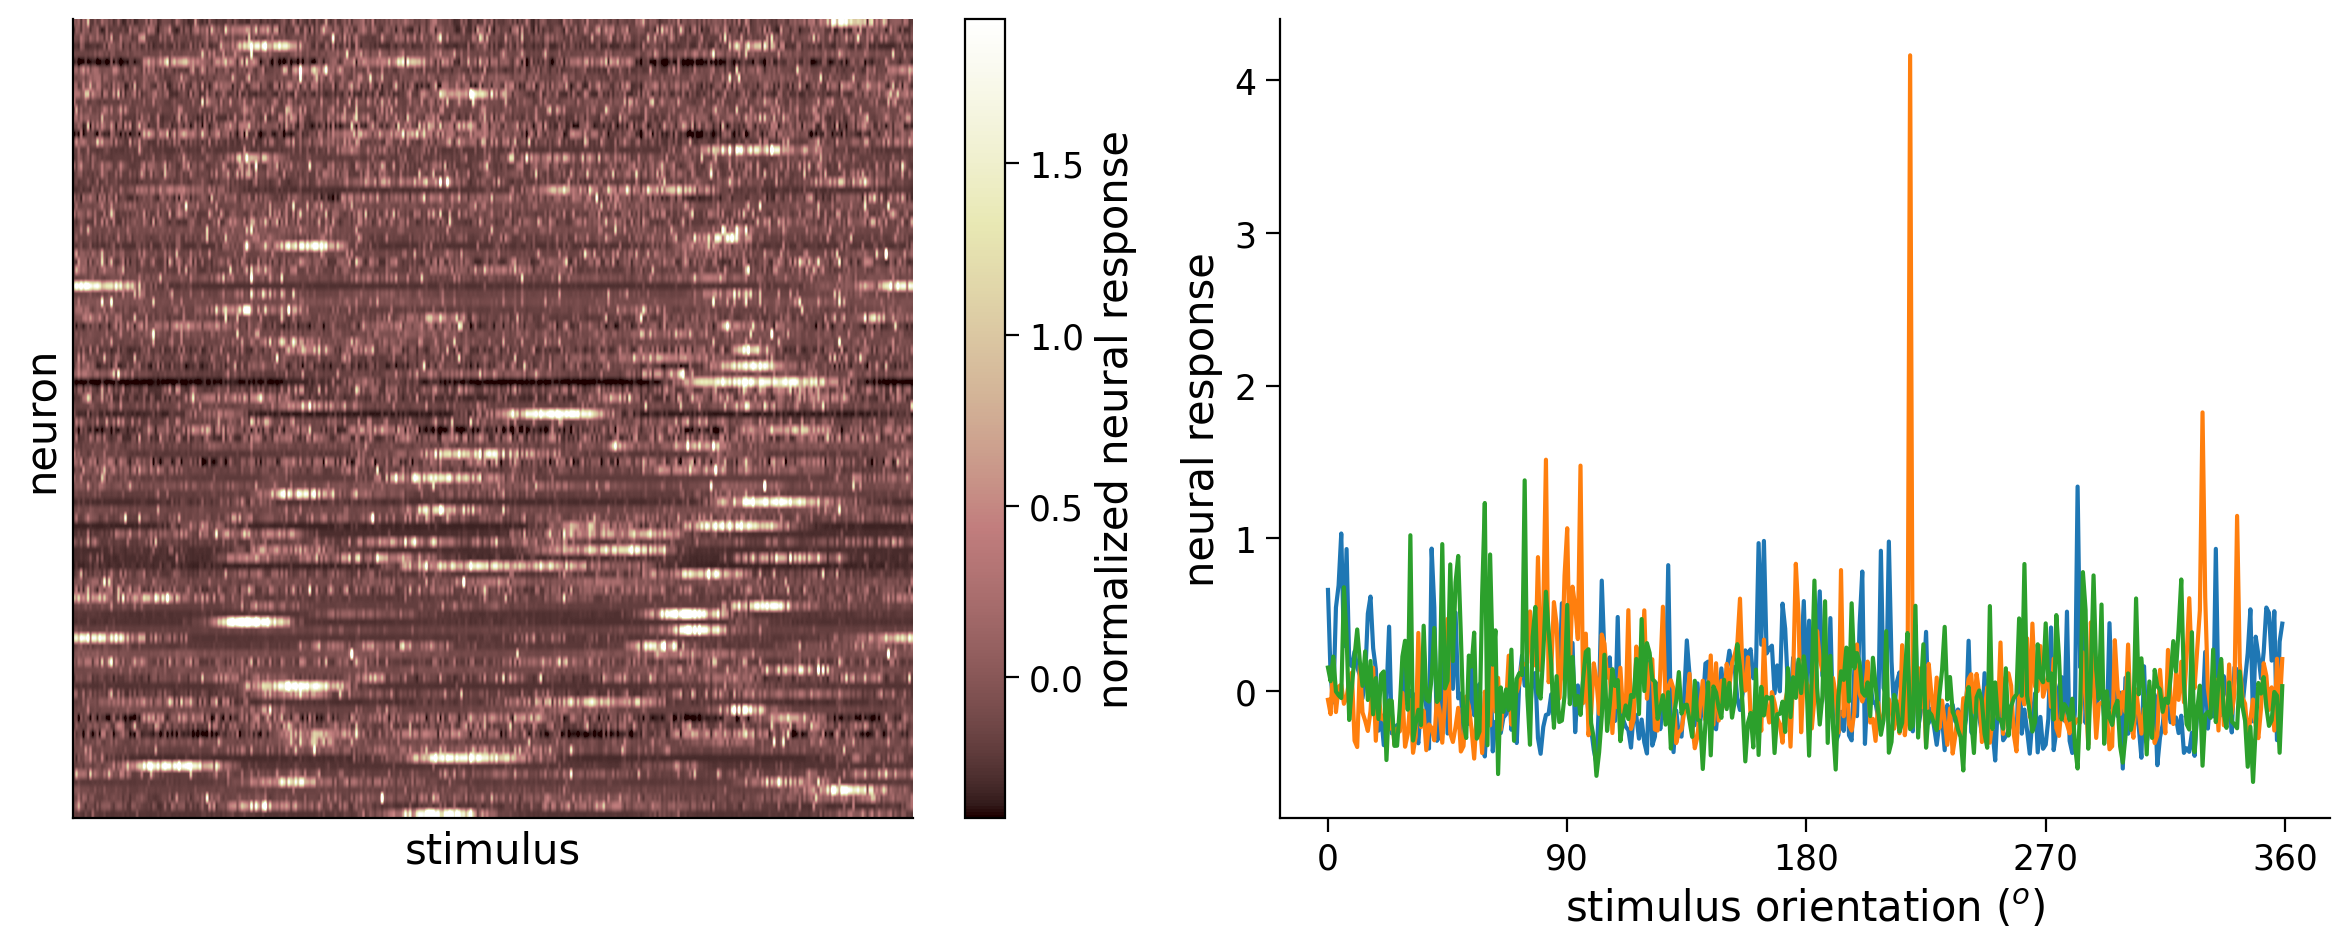 neuron
stimulus
1.5
1.0
0.5
0.0
normalized neural response
neural response
4
3
2
1
0
0 90 180 270 360
stimulus orientation (º)